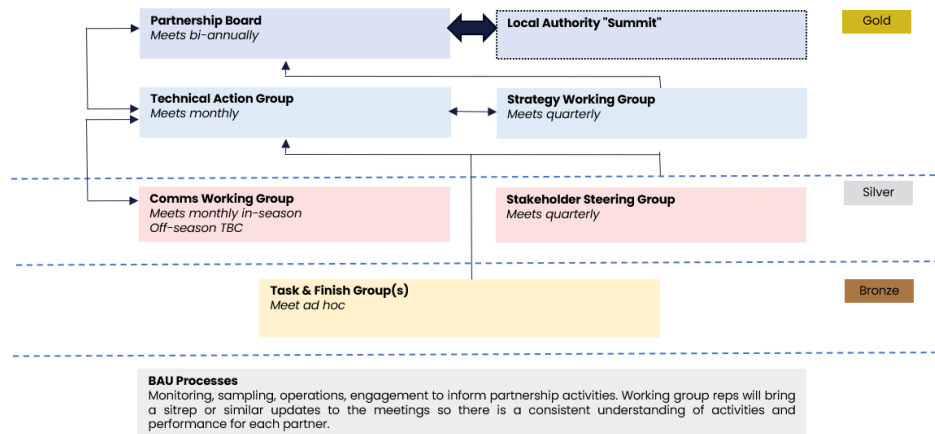 Partnership Board
Meets bi-annually
Local Authority "Summit"
Gold
Technical Action Group
Meets monthly
Strategy Working Group
Meets quarterly
Comms Working Group
Meets monthly in-season
Off-season TBC
Stakeholder Steering Group
Meets quarterly
Silver
Task & Finish Group(s)
Meet ad hoc
Bronze
BAU Processes
Monitoring, sampling, operations, engagement to inform partnership activities. Working group reps will bring
a sitrep or similar updates to the meetings so there is a consistent understanding of activities and
performance for each partner.